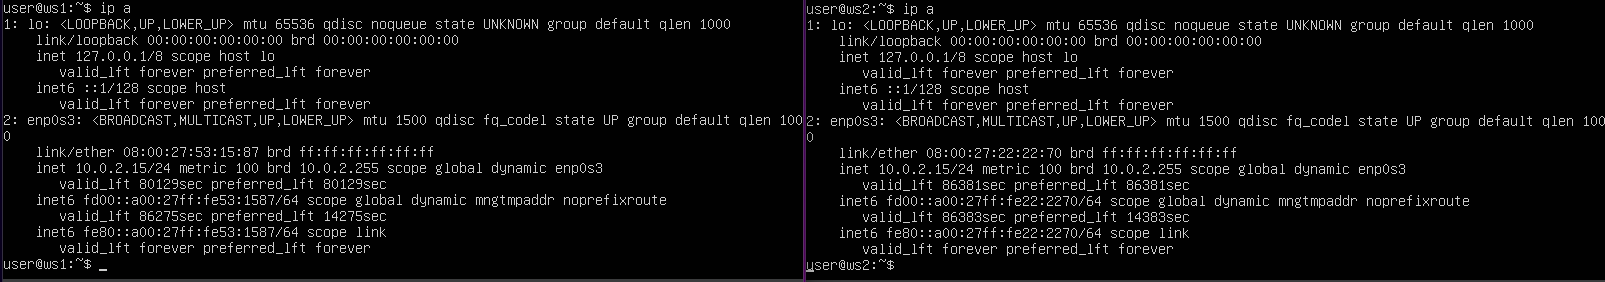 user@ws1:~$ ip a
1: lo: <LOOPBACK,UP,LOWER_UP> mtu 65536 qdisc noqueue state UNKNOWN group default qlen 1000
    link/loopback 00:00:00:00:00:00 brd 00:00:00:00:00:00
    inet 127.0.0.1/8 scope host lo
       valid_lft forever preferred_lft forever
    inet6 ::1/128 scope host
       valid_lft forever preferred_lft forever
2: enp0s3: <BROADCAST,MULTICAST,UP,LOWER_UP> mtu 1500 qdisc fq_codel state UP group default qlen 100
0
    link/ether 08:00:27:53:15:87 brd ff:ff:ff:ff:ff:ff
    inet 10.0.2.15/24 metric 100 brd 10.0.2.255 scope global dynamic enp0s3
       valid_lft 80129sec preferred_lft 80129sec
    inet6 fd00::a00:27ff:fe53:1587/64 scope global dynamic mngtmpaddr noprefixroute
       valid_lft 86275sec preferred_lft 14275sec
    inet6 fe80::a00:27ff:fe53:1587/64 scope link
       valid_lft forever preferred_lft forever
user@ws1:~$ _
user@ws2:~$ ip a
1: lo: <LOOPBACK,UP,LOWER_UP> mtu 65536 qdisc noqueue state UNKNOWN group default qlen 1000
    link/loopback 00:00:00:00:00:00 brd 00:00:00:00:00:00
    inet 127.0.0.1/8 scope host lo
       valid_lft forever preferred_lft forever
    inet6 ::1/128 scope host
       valid_lft forever preferred_lft forever
2: enp0s3: <BROADCAST,MULTICAST,UP,LOWER_UP> mtu 1500 qdisc fq_codel state UP group default qlen 100
0
    link/ether 08:00:27:22:22:70 brd ff:ff:ff:ff:ff:ff
    inet 10.0.2.15/24 metric 100 brd 10.0.2.255 scope global dynamic enp0s3
       valid_lft 86381sec preferred_lft 86381sec
    inet6 fd00::a00:27ff:fe22:2270/64 scope global dynamic mngtmpaddr noprefixroute
       valid_lft 86383sec preferred_lft 14383sec
    inet6 fe80::a00:27ff:fe22:2270/64 scope link
       valid_lft forever preferred_lft forever
user@ws2:~$